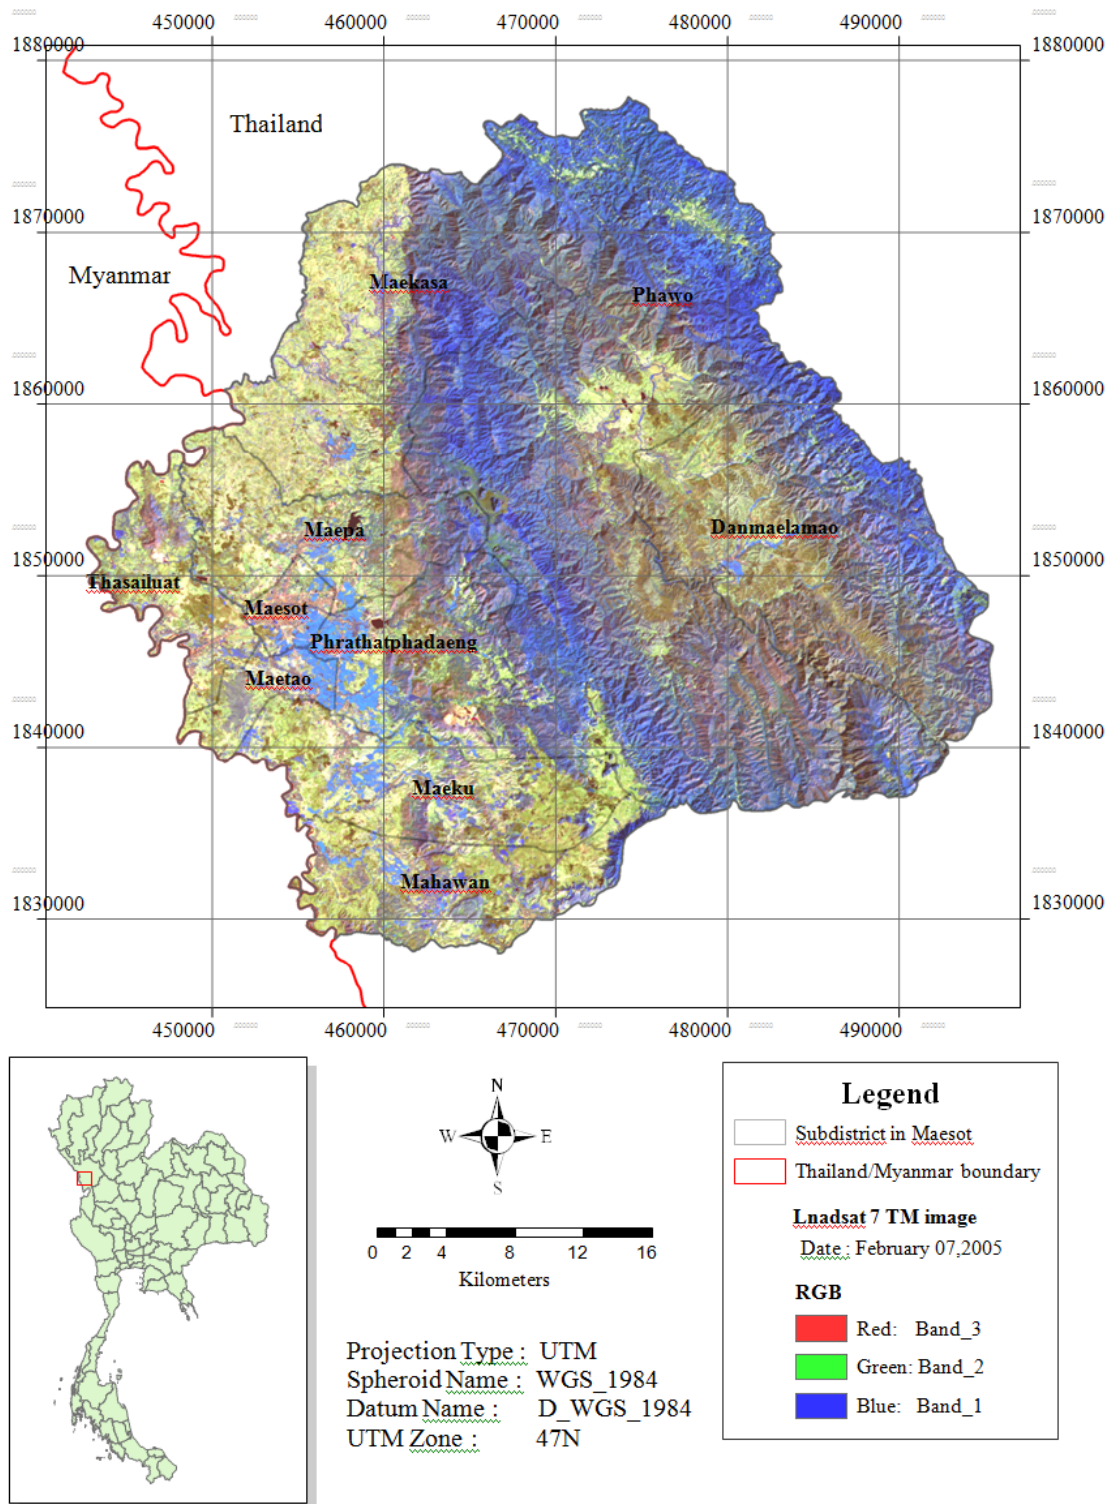 450000 460000 470000 480000 490000
1880000 1880000
Thailand
1870000 1870000
Myanmar
Maekasa
Phawo
1860000 1860000
Maepa
Danmaelamao
1850000 1850000
Thasailuat
Maesot
Phrathatphadaeng
Maetao
1840000 1840000
Maeku
Mahawan
1830000 1830000
450000 460000 470000 480000 490000
N
W E
S
0 2 4 8 12 16
Kilometers
Projection Type : UTM
Spheroid Name : WGS_1984
Datum Name : D_WGS_1984
UTM Zone : 47N
Legend
Subdistrict in Maesot
Thailand/Myanmar boundary
Lnadsat 7 TM image
Date : February 07,2005
RGB
Red: Band_3
Green: Band_2
Blue: Band_1